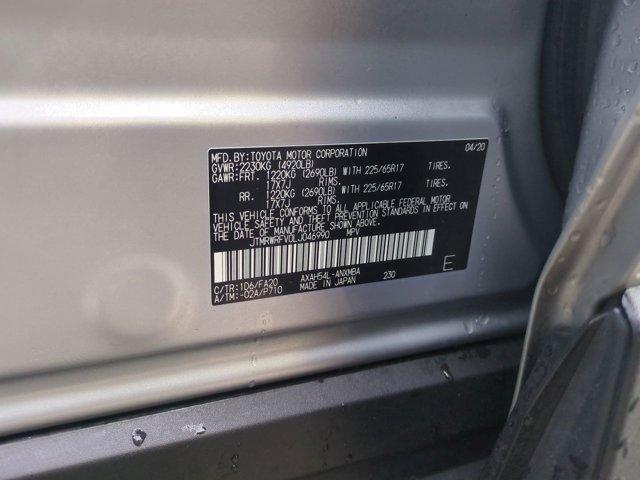 MFD.BY:TOYOTA MOTOR CORPORATION 04/20
GVWR:2230KG (4920LB)
GAWR:FRT. 1220KG (2690LB) WITH 225/65R17 TIRES.
17X7J RIMS.
RR. 1220KG (2690LB) WITH 225/65R17 TIRES.
17X7J RIMS.
THIS VEHICLE CONFORMS TO ALL APPLICABLE FEDERAL MOTOR
VEHICLE SAFETY AND THEFT PREVENTION STANDARDS IN EFFECT ON
THE DATE OF MANUFACTURE SHOWN ABOVE.
JTMRWRFV0LJ046990 MPV
C/TR:1D6/FA20 AXAH54L-ANXMBA 230 E
A/TM:-02A/P710 MADE IN JAPAN